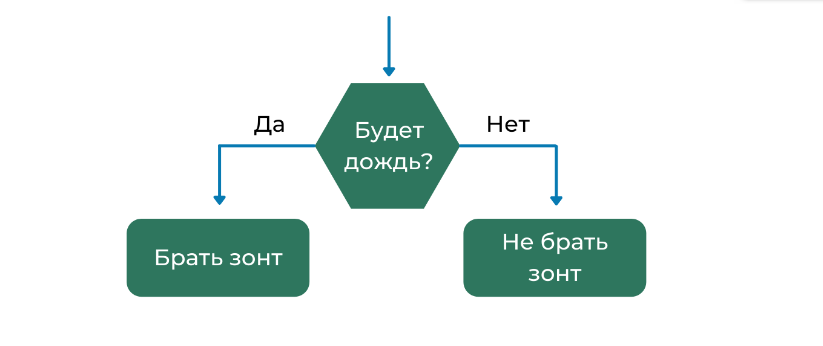 Да
Нет
Будет
дождь?
Брать зонт
Не брать
зонт